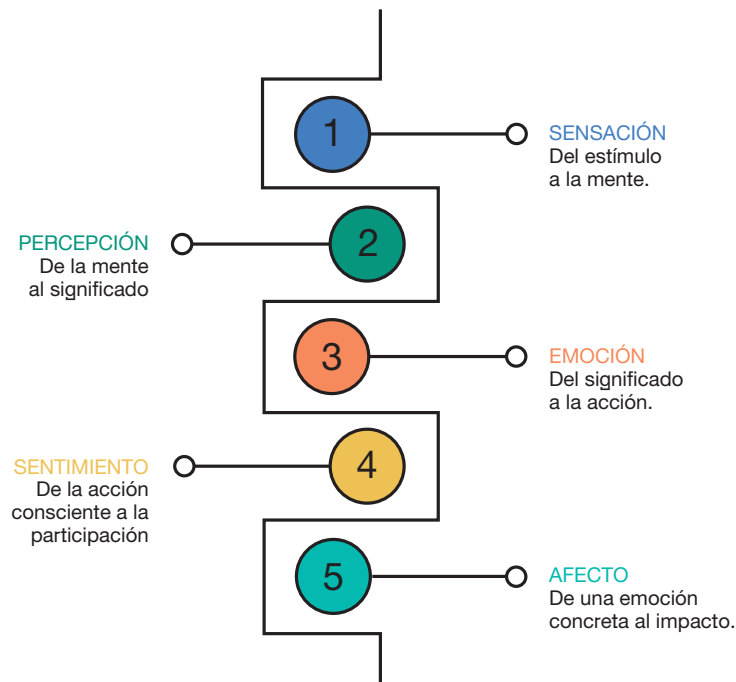 1
SENSACIÓN
Del estímulo
a la mente.
2
PERCEPCIÓN
De la mente
al significado
3
EMOCIÓN
Del significado
a la acción.
4
SENTIMIENTO
De la acción
consciente a la
participación
5
AFECTO
De una emoción
concreta al impacto.